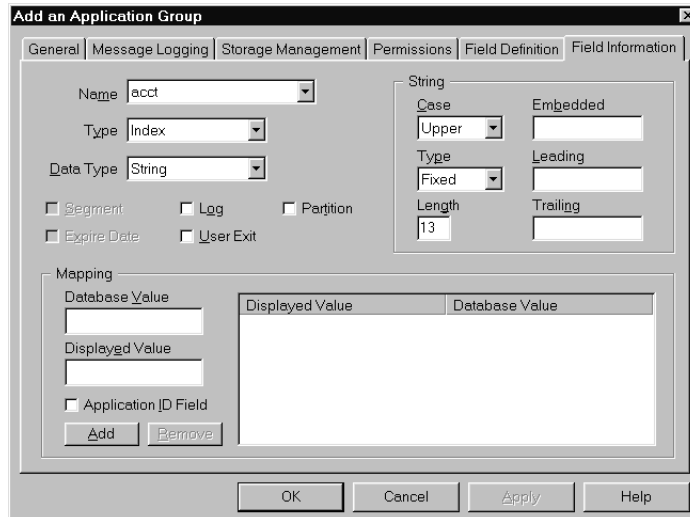 Add an Application Group
General Message Logging Storage Management Permissions Field Definition Field Information
Name acct
Type Index
Data Type String
Segment Log Partition
Expire Date User Exit
String
Case Embedded
Upper
Type Leading
Fixed
Length Trailing
13
Mapping
Database Value
Displayed Value
Application ID Field
Add Remove
Displayed Value Database Value
OK Cancel Apply Help